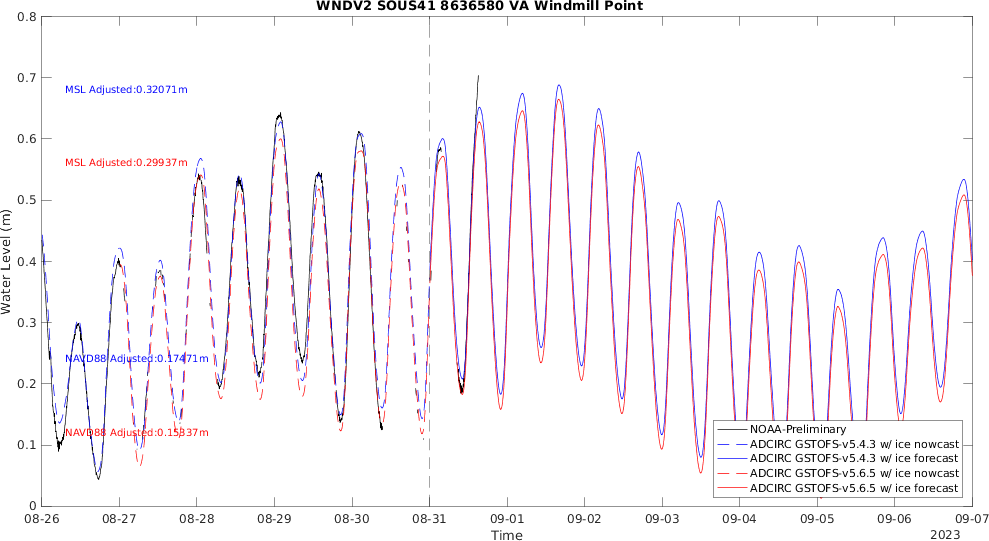 WNDV2 SOUS41 8636580 VA Windmill Point
0.8
0.7
0.6
0.5
0.4
0.3
0.2
0.1
0
Water Level (m)
MSL Adjusted:0.32071m
MSL Adjusted:0.29937m
NAVD88 Adjusted:0.17471m
NAVD88 Adjusted:0.15337m
NOAA-Preliminary
ADCIRC GSTOFS-v5.4.3 w/ ice nowcast
ADCIRC GSTOFS-v5.4.3 w/ ice forecast
ADCIRC GSTOFS-v5.6.5 w/ ice nowcast
ADCIRC GSTOFS-v5.6.5 w/ ice forecast
08-26 08-27 08-28 08-29 08-30 08-31 09-01 09-02 09-03 09-04 09-05 09-06 09-07
Time
2023